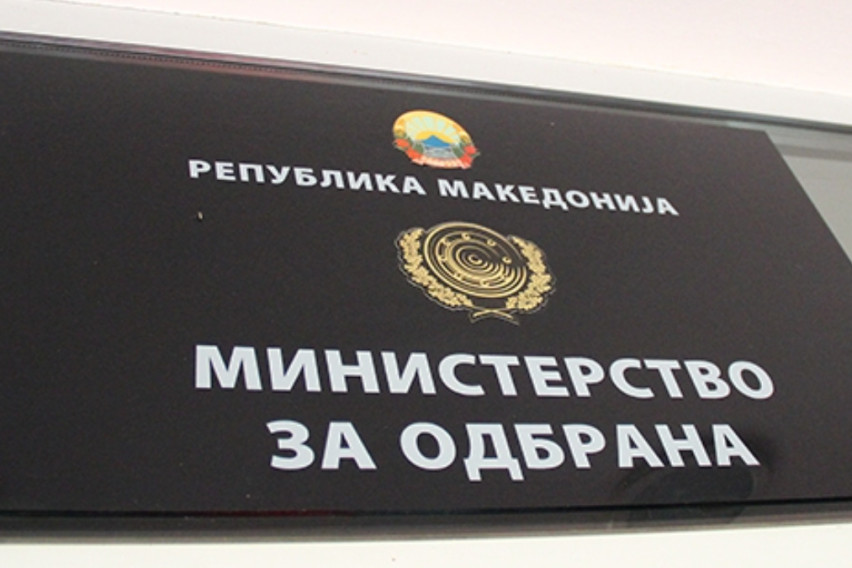 РЕПУБЛИКА МАКЕДОНИЈА
МИНИСТЕРСТВО
ЗА ОДБРАНА